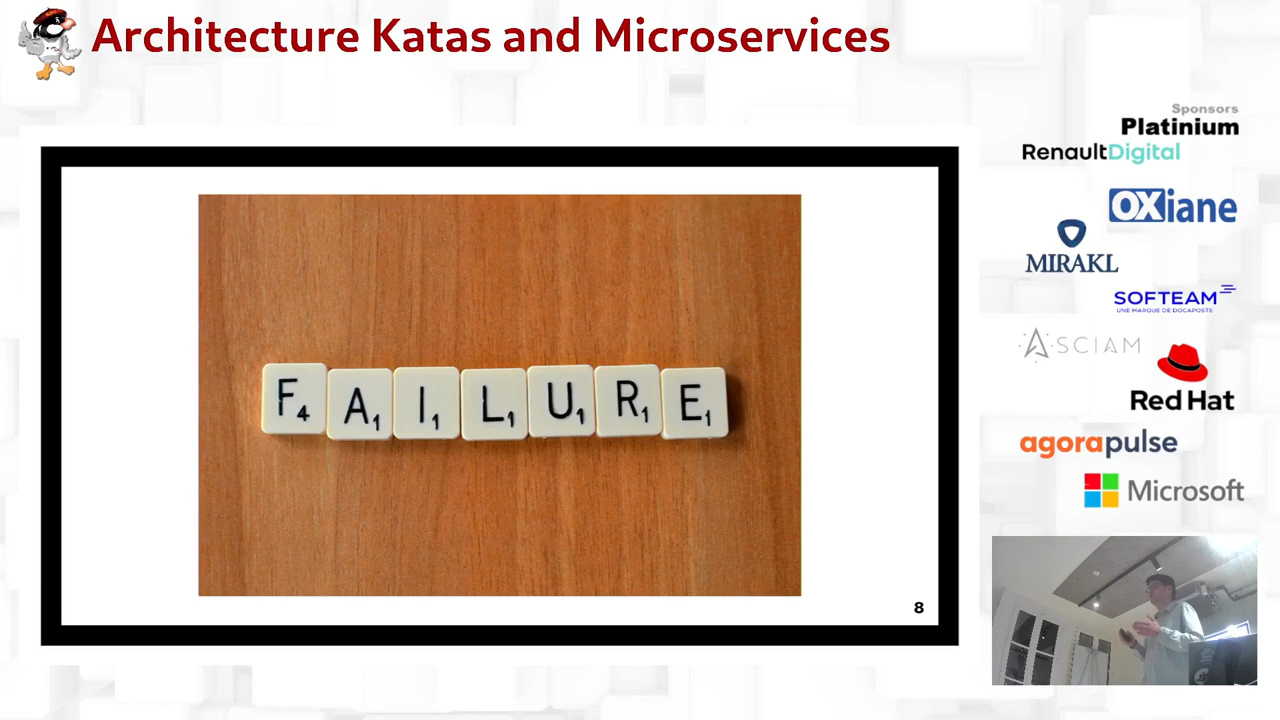 Architecture Katas and Microservices
Sponsors
Platinium
RenaultDigital
OXiane
MIRAKL
SOFTEAM
UNE MARQUE DE DOCAPOSTE
ASCIAM
Red Hat
agorapulse
Microsoft
F4 A1 I1 L1 U1 R1 E1
8